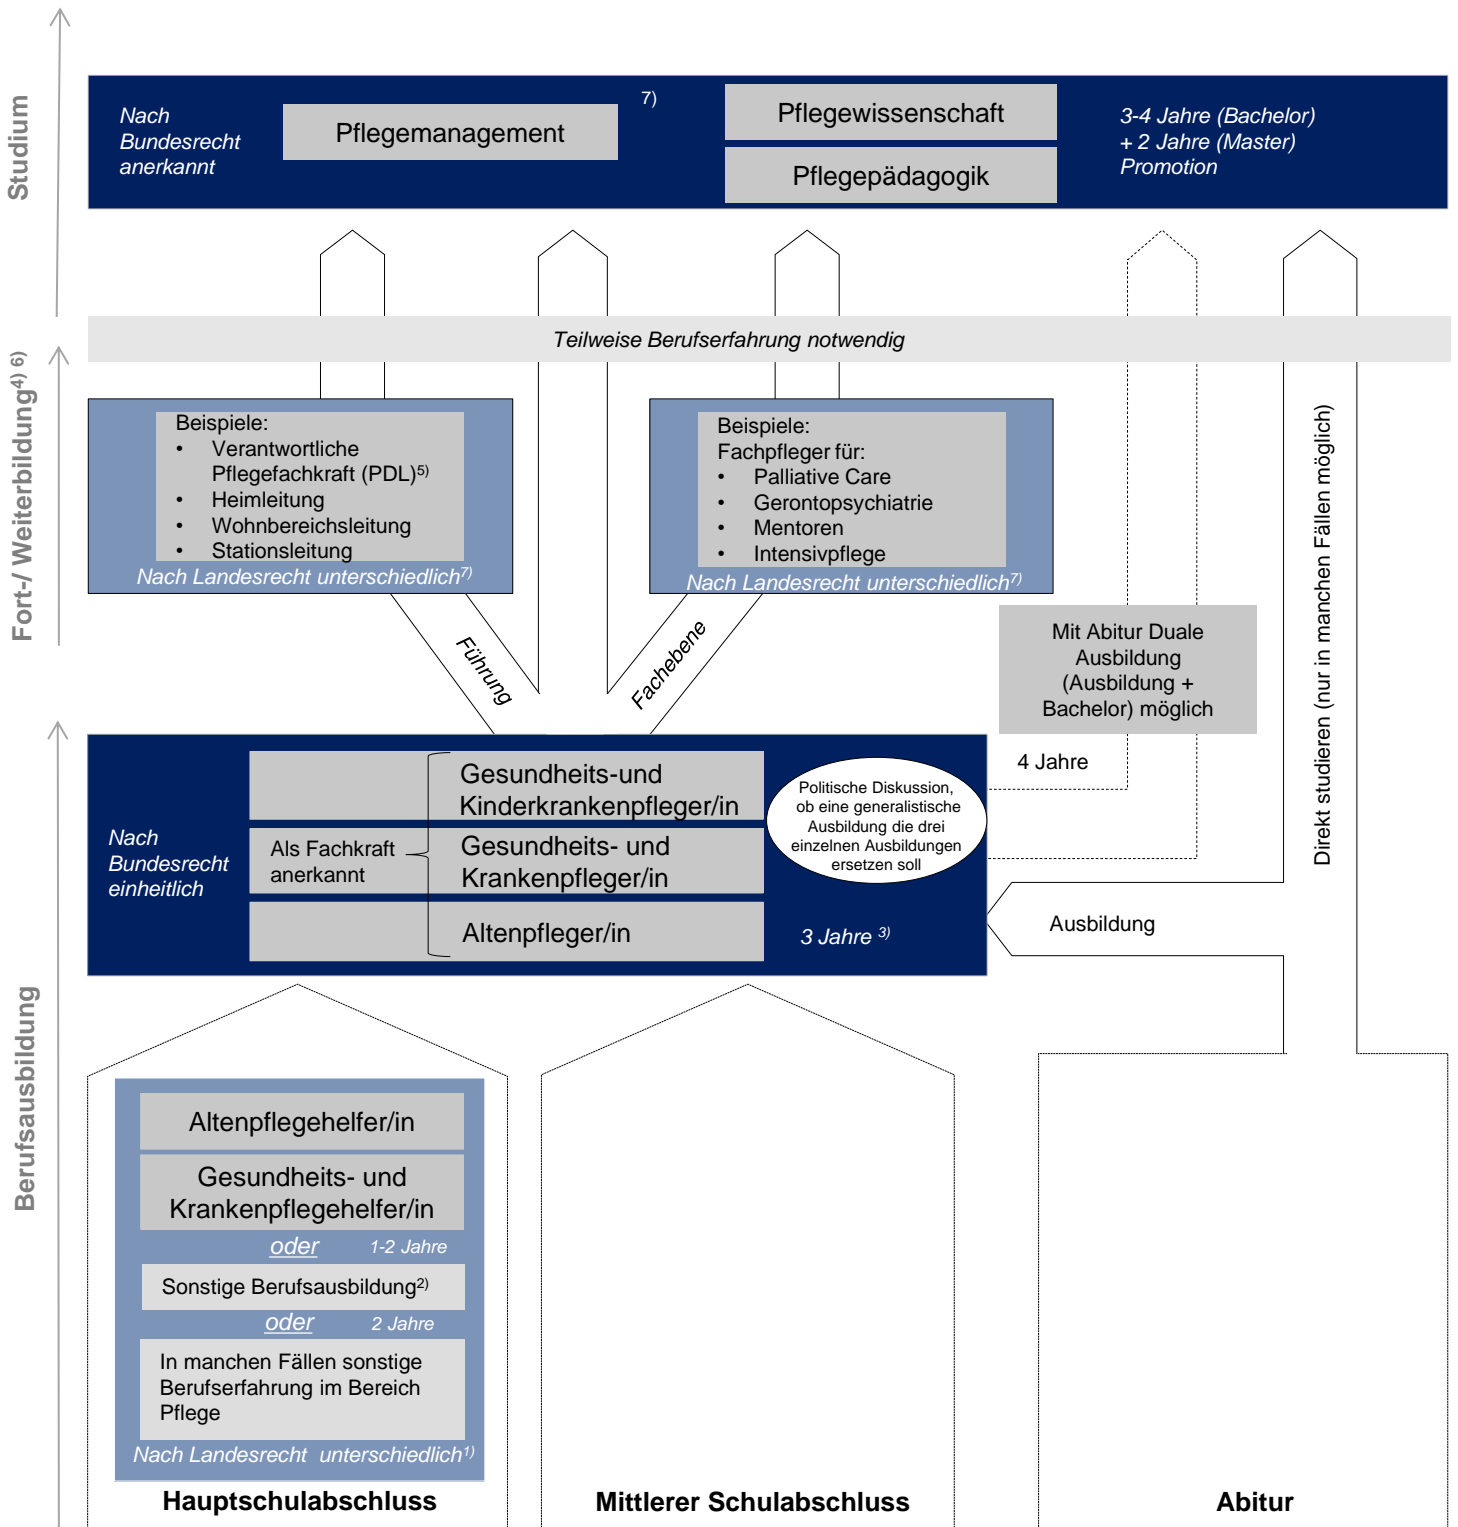 Studium
Nach
Bundesrecht
anerkannt
Pflegemanagement
7)
Pflegewissenschaft
Pflegepädagogik
3-4 Jahre (Bachelor)
+ 2 Jahre (Master)
Promotion
Teilweise Berufserfahrung notwendig
Fort-/ Weiterbildung4) 6)
Beispiele:
• Verantwortliche
Pflegefachkraft (PDL)5)
• Heimleitung
• Wohnbereichsleitung
• Stationsleitung
Nach Landesrecht unterschiedlich7)
Beispiele:
Fachpfleger für:
• Palliative Care
• Gerontopsychiatrie
• Mentoren
• Intensivpflege
Nach Landesrecht unterschiedlich7)
Führung
Fachebene
Mit Abitur Duale
Ausbildung
(Ausbildung +
Bachelor) möglich
4 Jahre
Direkt studieren (nur in manchen Fällen möglich)
Berufsausbildung
Nach
Bundesrecht
einheitlich
Als Fachkraft
anerkannt
Gesundheits-und
Kinderkrankenpfleger/in
Gesundheits- und
Krankenpfleger/in
Altenpfleger/in
Politische Diskussion,
ob eine generalistische
Ausbildung die drei
einzelnen Ausbildungen
ersetzen soll
3 Jahre 3)
Ausbildung
Altenpflegehelfer/in
Gesundheits- und
Krankenpflegehelfer/in
oder 1-2 Jahre
Sonstige Berufsausbildung2)
oder 2 Jahre
In manchen Fällen sonstige
Berufserfahrung im Bereich
Pflege
Nach Landesrecht unterschiedlich1)
Hauptschulabschluss
Mittlerer Schulabschluss
Abitur